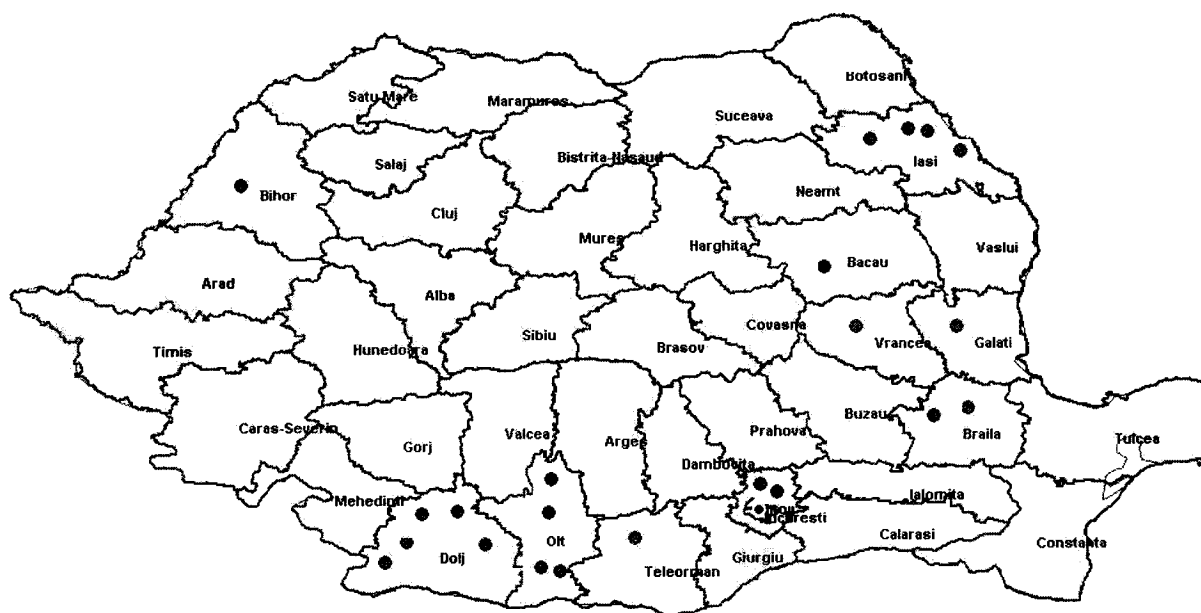 Botosani
Satu Mare
Maramures
Suceava
Iasi
Salaj
Bistrita-Nasaud
Neamt
Bihor
Cluj
Mures
Harghita
Bacau
Vaslui
Arad
Alba
Sibiu
Covasna
Timis
Hunedoara
Brasov
Vrancea
Galati
Caras-Severin
Gorj
Valcea
Arges
Prahova
Buzau
Braila
Tulcea
Dambovita
Mehedinti
Ialomita
Ilfov
Bucuresti
Dolj
Olt
Teleorman
Giurgiu
Calarasi
Constanta